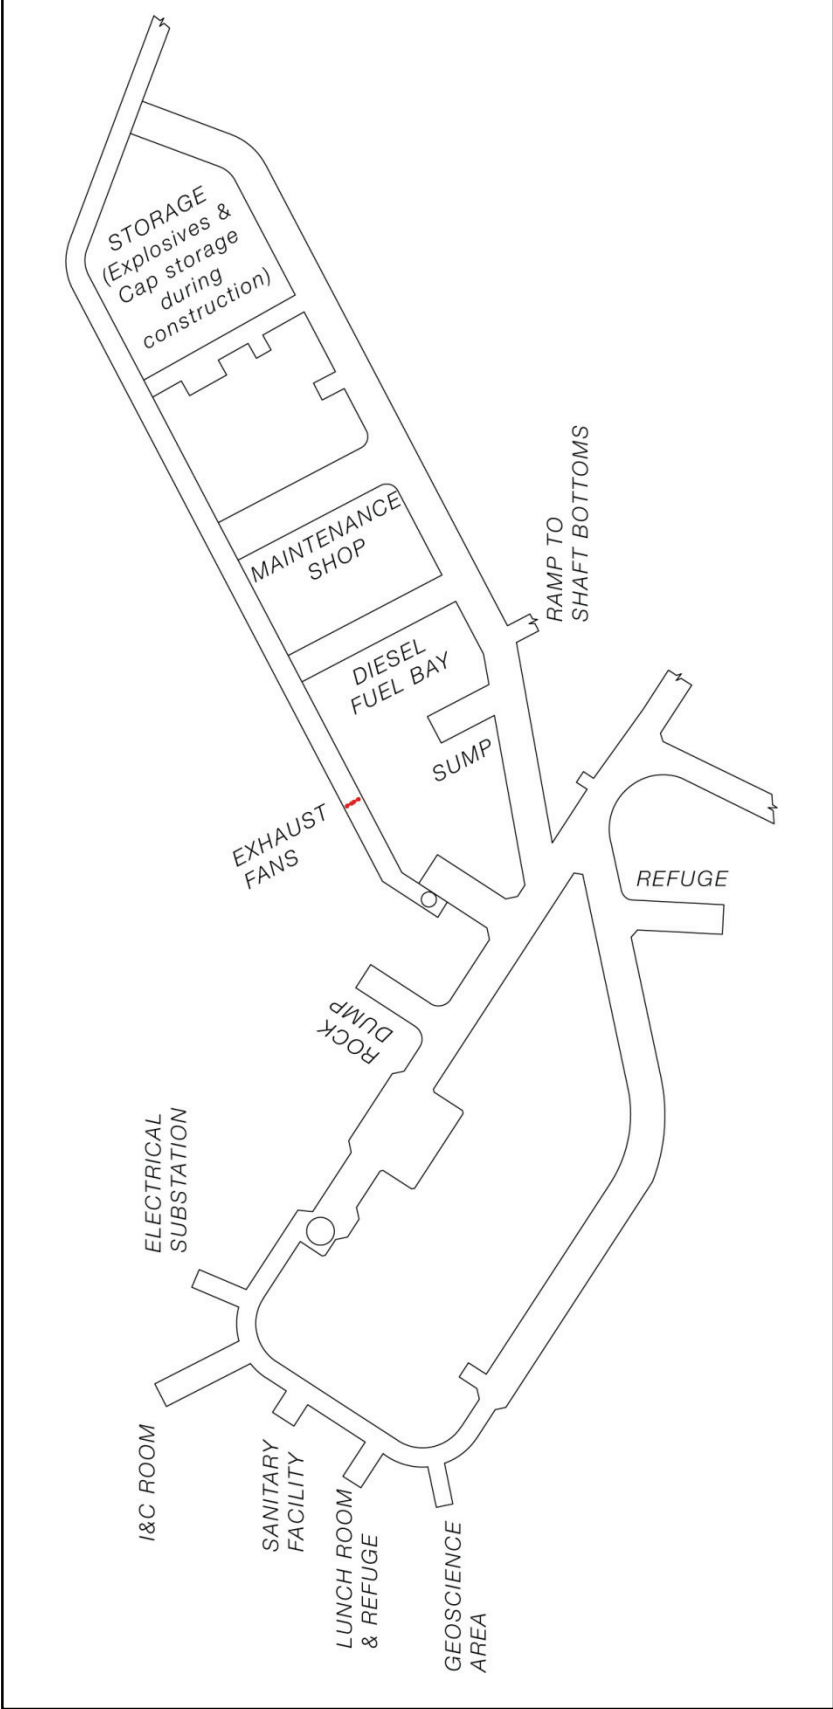 STORAGE
(Explosives &
Cap storage
during
construction)
MAINTENANCE
SHOP
RAMP TO
SHAFT BOTTOMS
DIESEL
FUEL BAY
SUMP
EXHAUST
FANS
REFUGE
ROCK
DUMP
ELECTRICAL
SUBSTATION
I&C ROOM
SANITARY
FACILITY
LUNCH ROOM
& REFUGE
GEOSCIENCE
AREA